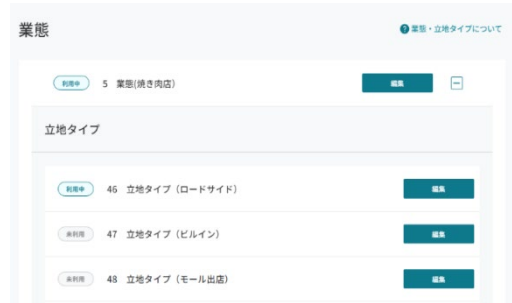 業態
? 業態・立地タイプについて
利用中 5 業態(焼き肉店) 編集
立地タイプ
利用中 46 立地タイプ（ロードサイド） 編集
未利用 47 立地タイプ（ビルイン） 編集
未利用 48 立地タイプ（モール出店） 編集